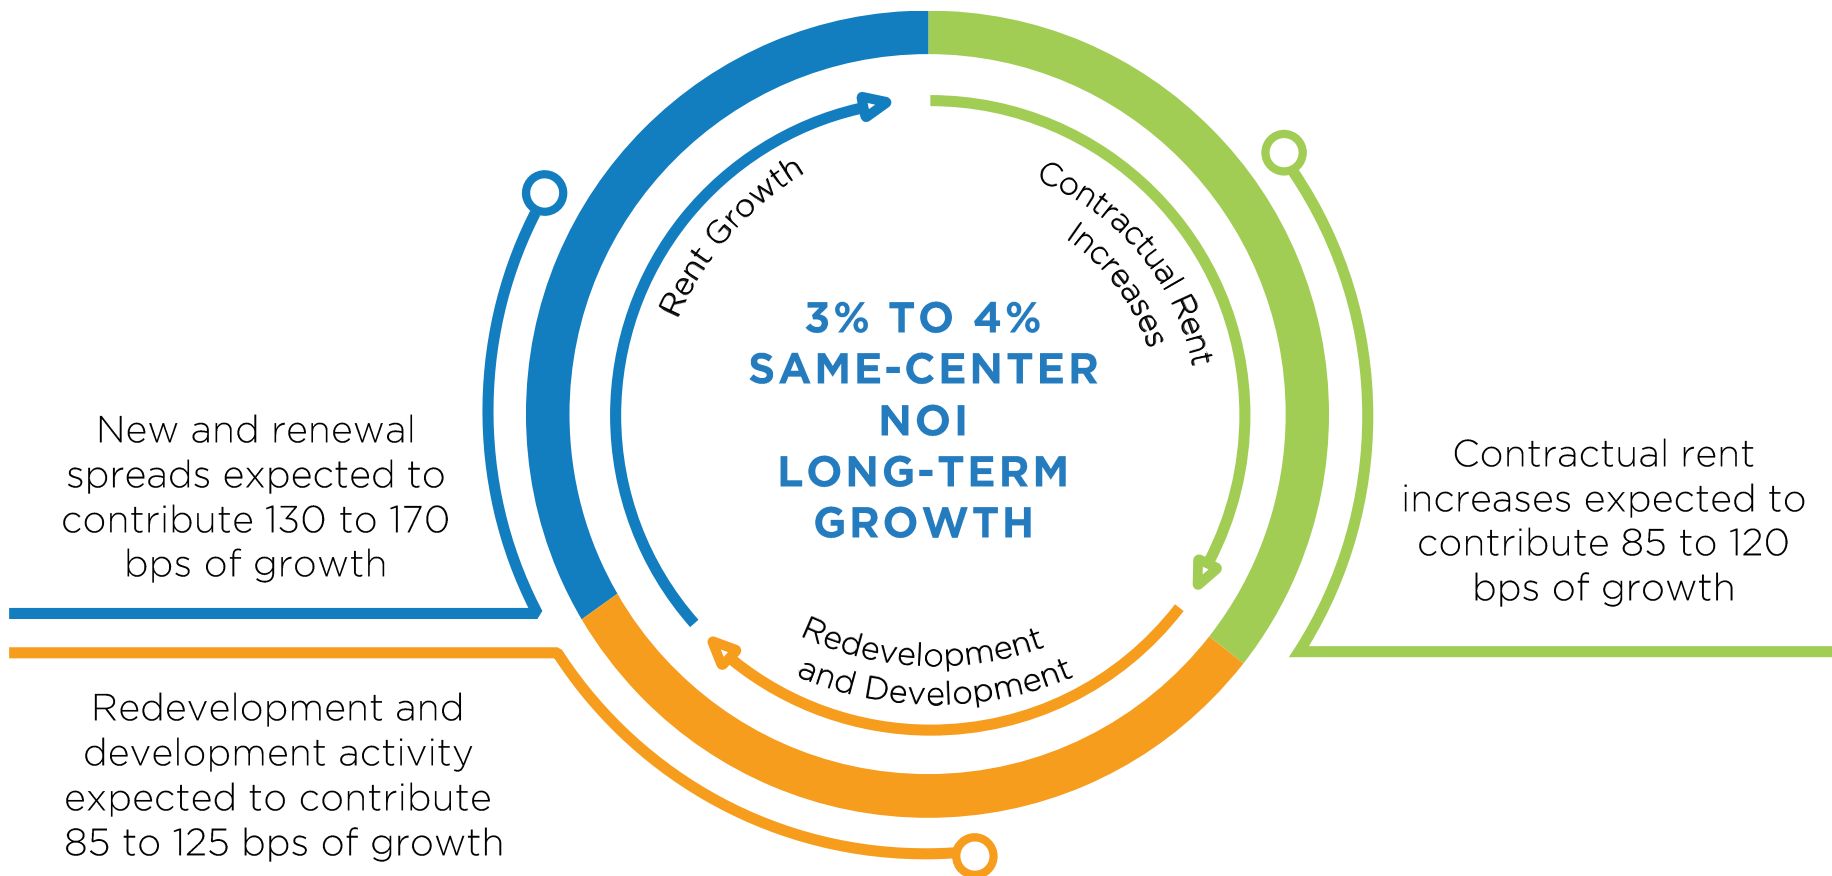 Rent Growth
Contractual Rent
Increases
3% TO 4%
SAME-CENTER
NOI
LONG-TERM
GROWTH
Redevelopment
and Development
New and renewal
spreads expected to
contribute 130 to 170
bps of growth
Contractual rent
increases expected to
contribute 85 to 120
bps of growth
Redevelopment and
development activity
expected to contribute
85 to 125 bps of growth